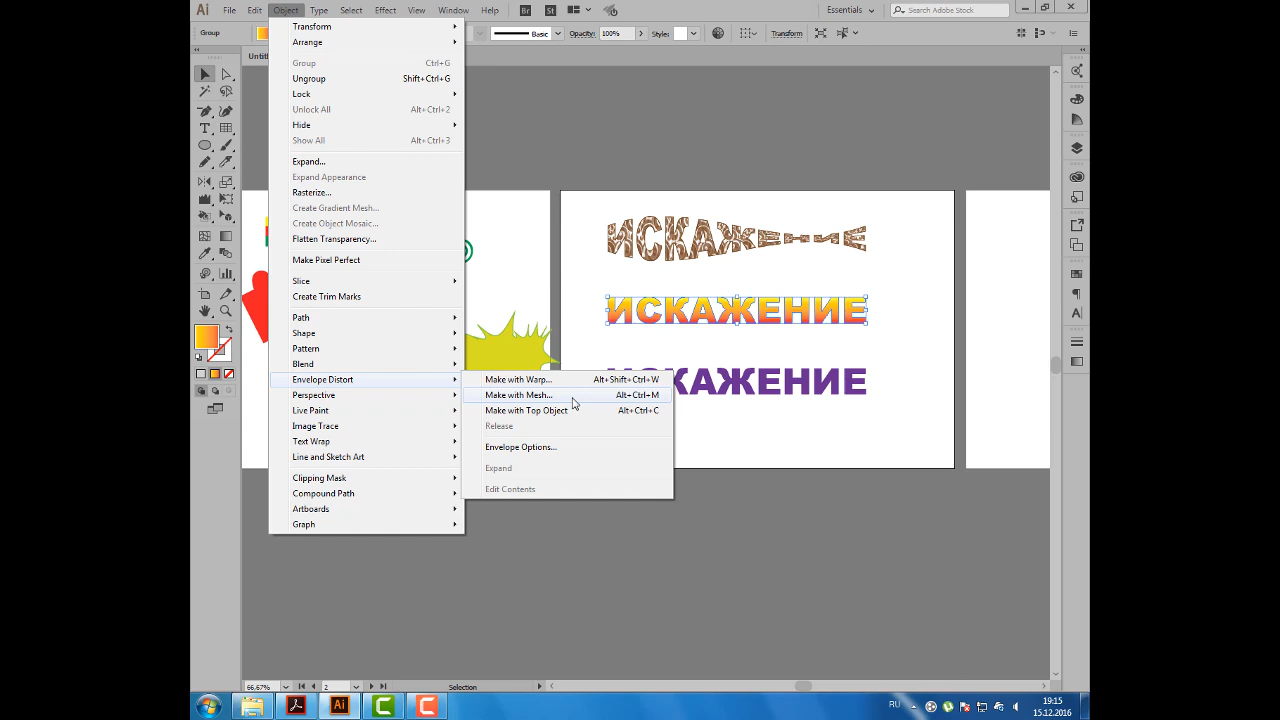 Ai File Edit Object Type Select Effect View Window Help Br St Essentials Search Adobe Stock
Group Basic Opacity: 100% Style: Transform
Transform
Arrange
Group Ctrl+G
Ungroup Shift+Ctrl+G
Lock
Unlock All Alt+Ctrl+2
Hide
Show All Alt+Ctrl+3
Expand...
Expand Appearance
Rasterize...
Create Gradient Mesh...
Create Object Mosaic...
Flatten Transparency...
Make Pixel Perfect
Slice
Create Trim Marks
Path
Shape
Pattern
Blend
Envelope Distort
Perspective
Live Paint
Image Trace
Text Wrap
Line and Sketch Art
Clipping Mask
Compound Path
Artboards
Graph
Make with Warp... Alt+Shift+Ctrl+W
Make with Mesh... Alt+Ctrl+M
Make with Top Object Alt+Ctrl+C
Release
Envelope Options...
Expand
Edit Contents
ИСКАЖЕНИЕ
ИСКАЖЕНИЕ
ИСКАЖЕНИЕ
66,67% 2 Selection
Ai RU 19:15
15.12.2016